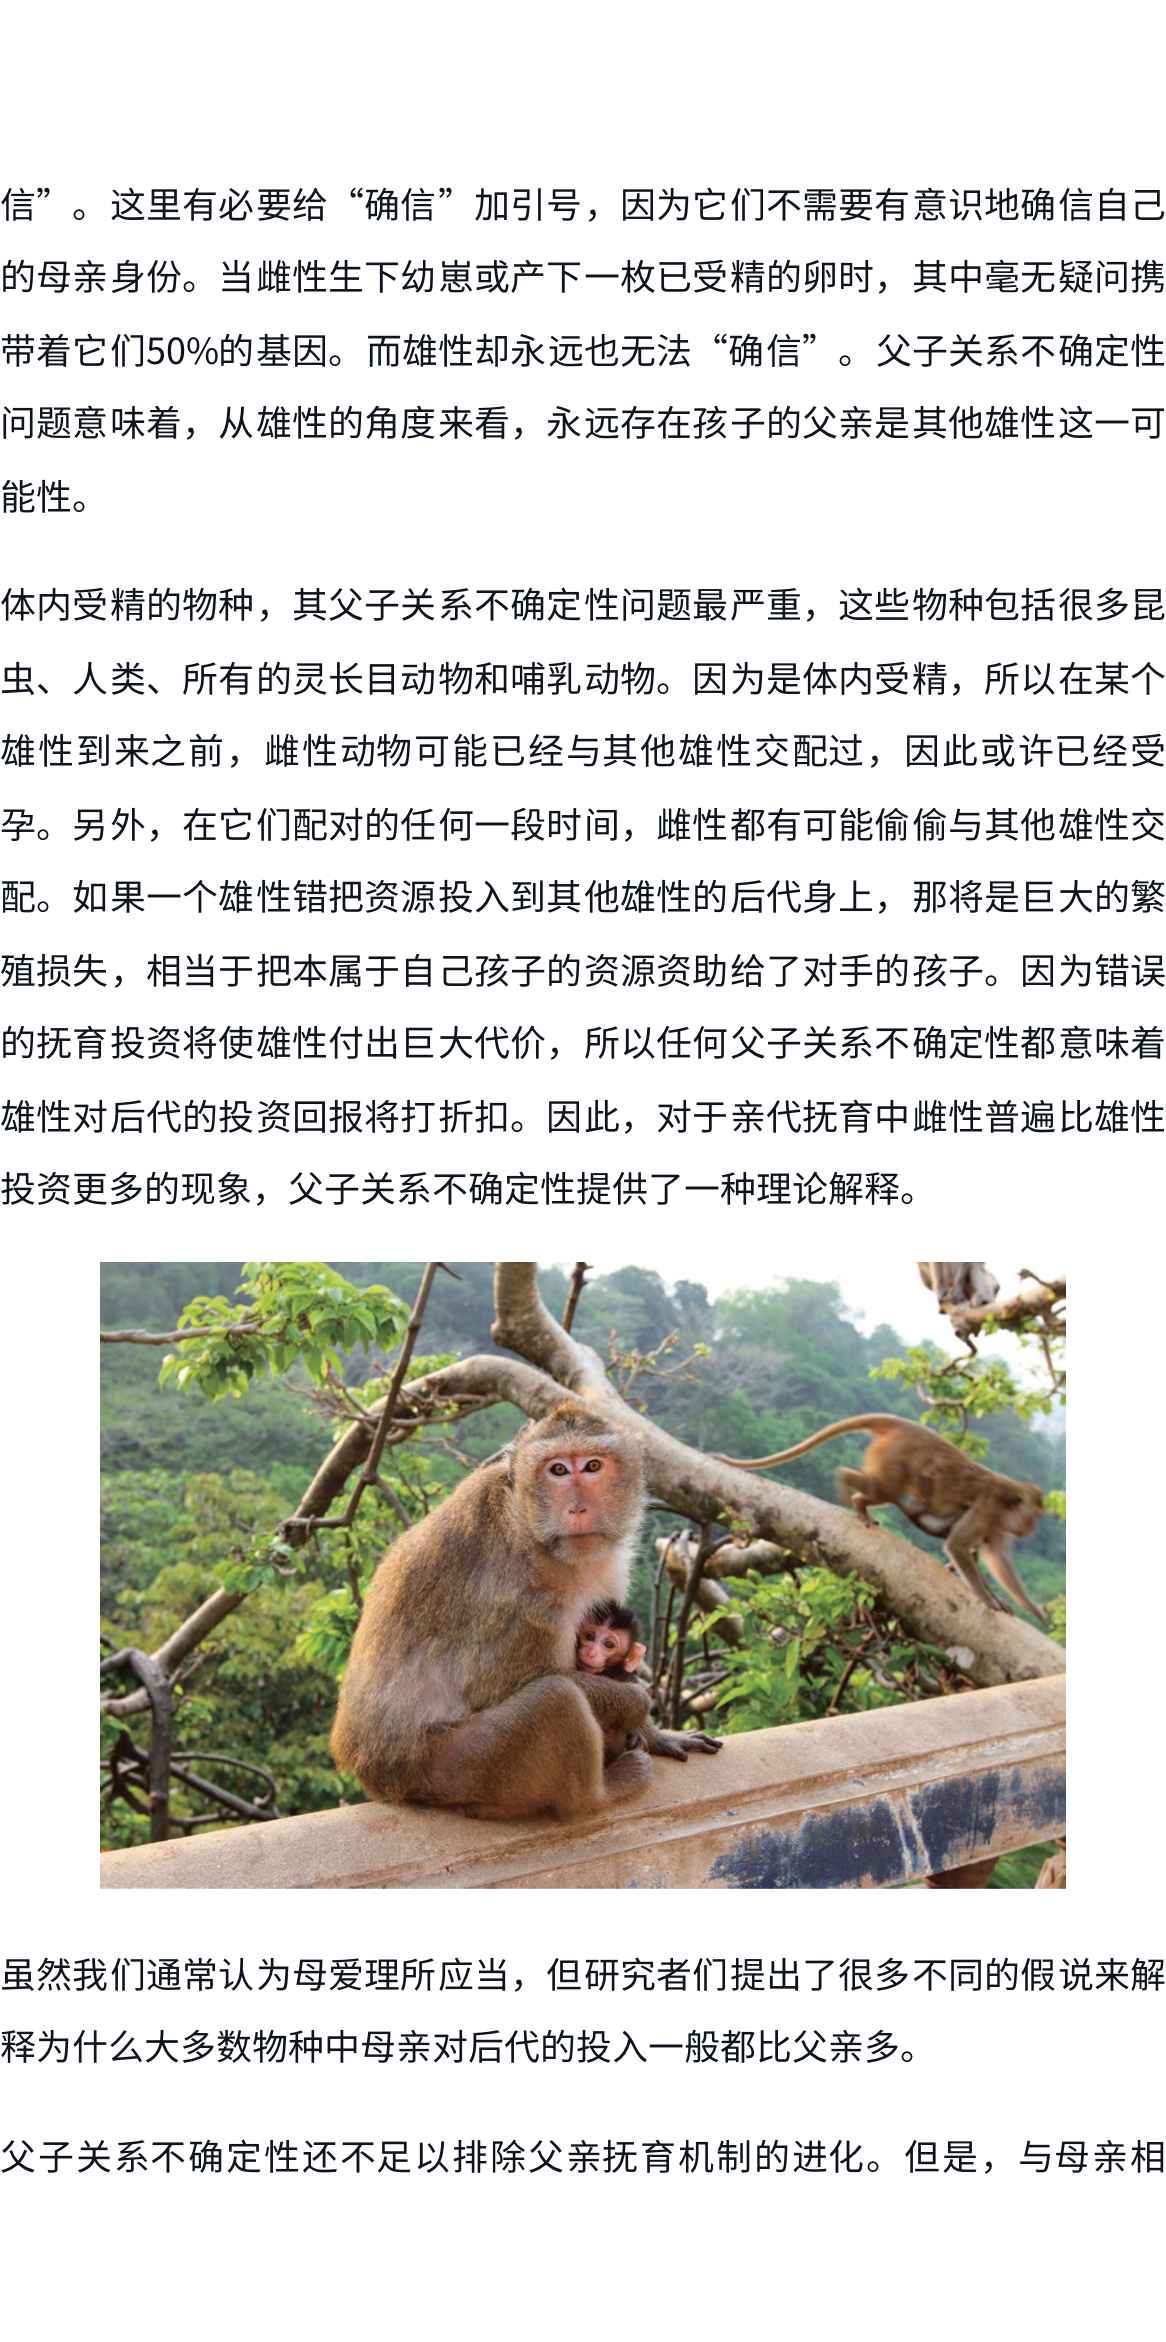 信”。这里有必要给“确信”加引号，因为它们不需要有意识地确信自己
的母亲身份。当雌性生下幼崽或产下一枚已受精的卵时，其中毫无疑问携
带着它们50%的基因。而雄性却永远也无法“确信”。父子关系不确定性
问题意味着，从雄性的角度来看，永远存在孩子的父亲是其他雄性这一可
能性。
体内受精的物种，其父子关系不确定性问题最严重，这些物种包括很多昆
虫、人类、所有的灵长目动物和哺乳动物。因为是体内受精，所以在某个
雄性到来之前，雌性动物可能已经与其他雄性交配过，因此或许已经受
孕。另外，在它们配对的任何一段时间，雌性都有可能偷偷与其他雄性交
配。如果一个雄性错把资源投入到其他雄性的后代身上，那将是巨大的繁
殖损失，相当于把本属于自己孩子的资源资助给了对手的孩子。因为错误
的抚育投资将使雄性付出巨大代价，所以任何父子关系不确定性都意味着
雄性对后代的投资回报将打折扣。因此，对于亲代抚育中雌性普遍比雄性
投资更多的现象，父子关系不确定性提供了一种理论解释。
虽然我们通常认为母爱理所应当，但研究者们提出了很多不同的假说来解
释为什么大多数物种中母亲对后代的投入一般都比父亲多。
父子关系不确定性还不足以排除父亲抚育机制的进化。但是，与母亲相